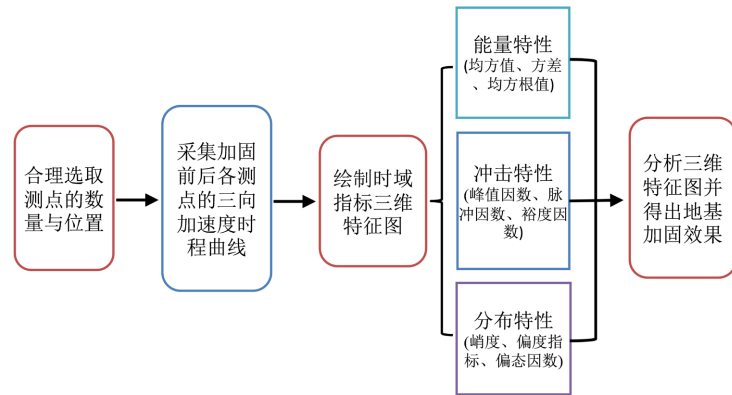 合理选取
测点的数
量与位置
采集加固
前后各测
点的三向
加速度时
程曲线
绘制时域
指标三维
特征图
能量特性
(均方值、方差
、均方根值)
冲击特性
(峰值因数、脉
冲因数、裕度因
数)
分布特性
(峭度、偏度指
标、偏态因数)
分析三维
特征图并
得出地基
加固效果